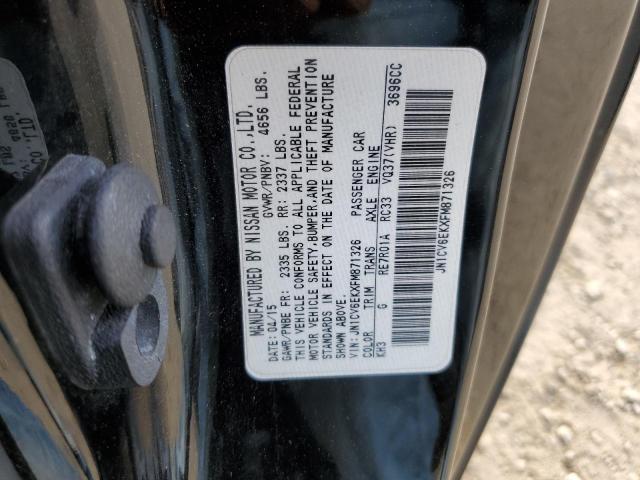 MANUFACTURED BY NISSAN MOTOR CO.,LTD.
DATE: 04/15 GVWR/PNBV: 4656 LBS.
GAWR/PNBE FR: 2335 LBS. RR: 2337 LBS.
THIS VEHICLE CONFORMS TO ALL APPLICABLE FEDERAL
MOTOR VEHICLE SAFETY,BUMPER,AND THEFT PREVENTION
STANDARDS IN EFFECT ON THE DATE OF MANUFACTURE
SHOWN ABOVE.
VIN: JN1CV6EKXFM871326 PASSENGER CAR
COLOR TRIM TRANS AXLE ENGINE
KH3 G RE7R01A RC33 VQ37(VHR) 3696CC
JN1CV6EKXFM871326